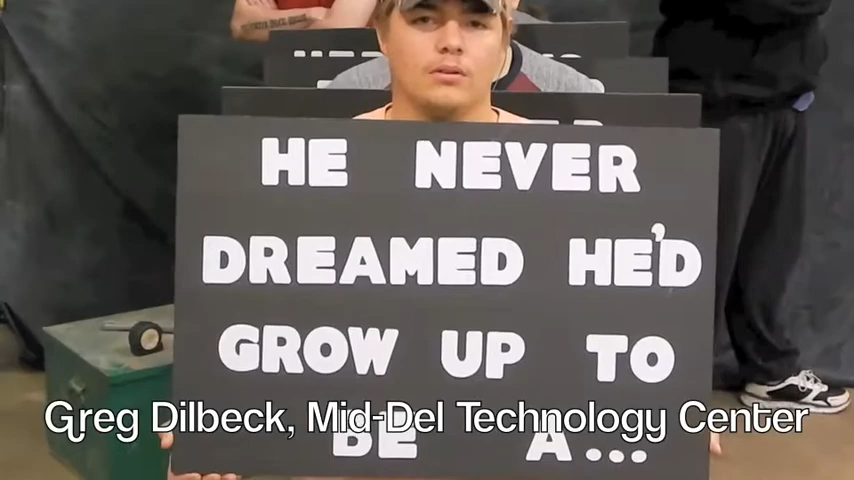 HE NEVER
DREAMED HE'D
GROW UP TO
BE A...
Greg Dilbeck, Mid-Del Technology Center